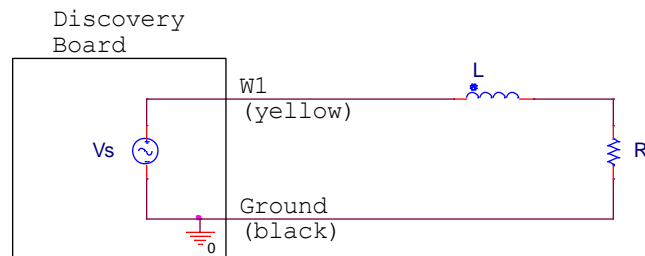 Discovery
Board
W1
(yellow)
L
Vs
R
Ground
(black)
0